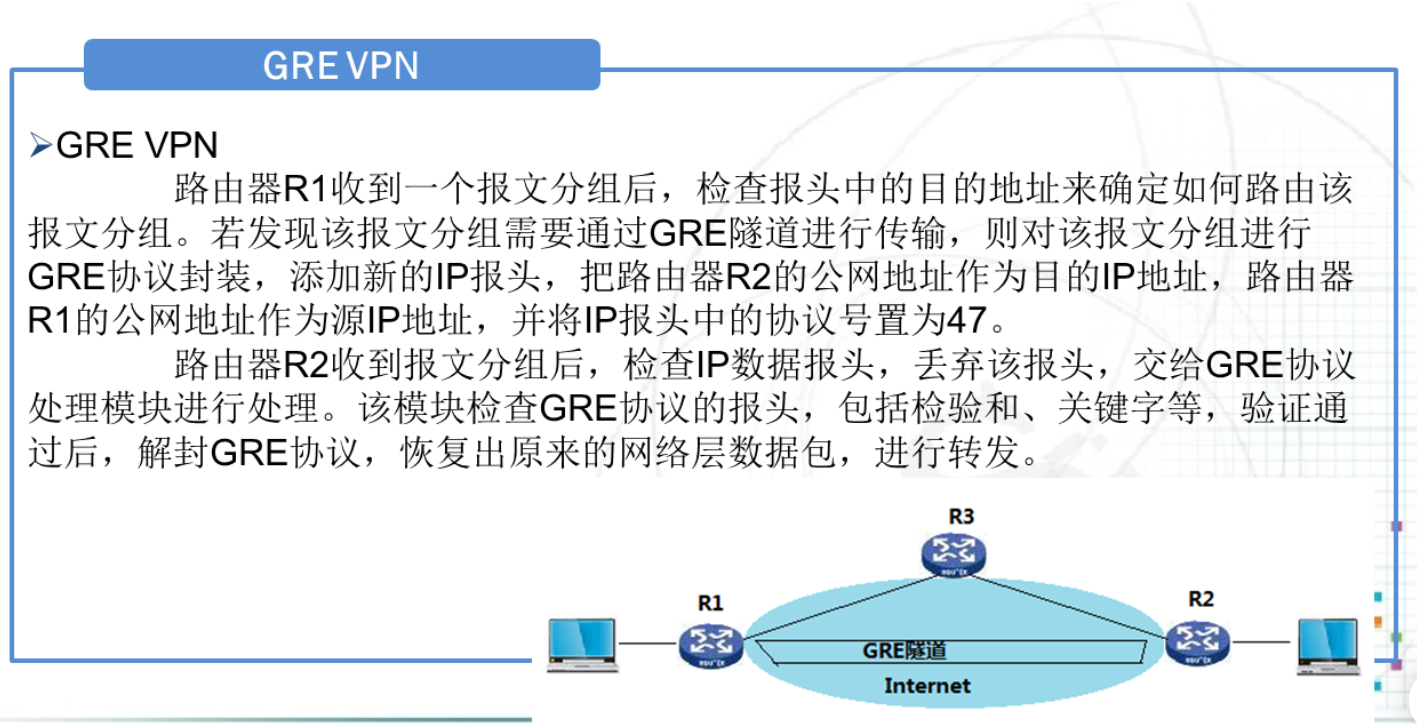 GRE VPN
➢GRE VPN
路由器R1收到一个报文分组后，检查报头中的目的地址来确定如何路由该
报文分组。若发现该报文分组需要通过GRE隧道进行传输，则对该报文分组进行
GRE协议封装，添加新的IP报头，把路由器R2的公网地址作为目的IP地址，路由器
R1的公网地址作为源IP地址，并将IP报头中的协议号置为47。
路由器R2收到报文分组后，检查IP数据报头，丢弃该报头，交给GRE协议
处理模块进行处理。该模块检查GRE协议的报头，包括检验和、关键字等，验证通
过后，解封GRE协议，恢复出原来的网络层数据包，进行转发。
R3
R1
R2
GRE隧道
Internet